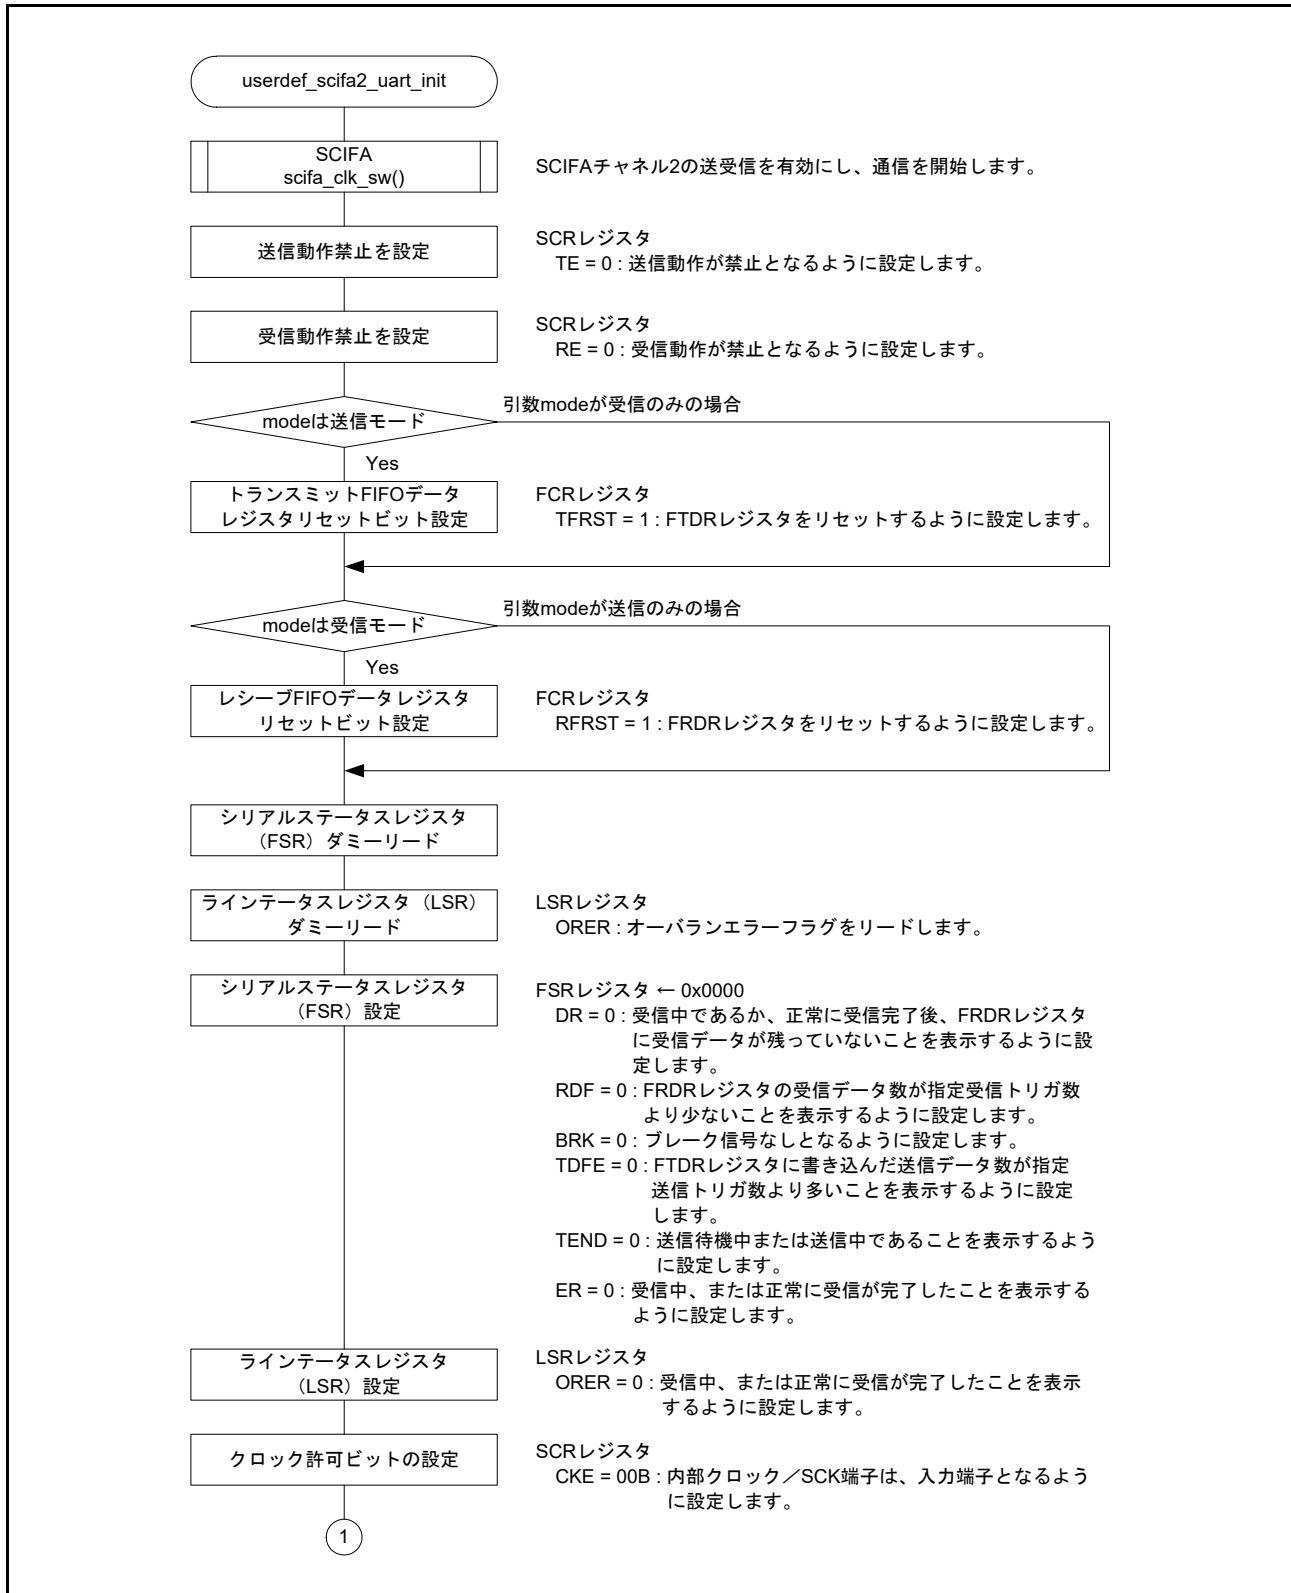 userdef_scifa2_uart_init
SCIFA
scifa_clk_sw()
SCIFAチャネル2の送受信を有効にし、通信を開始します。
送信動作禁止を設定
SCRレジスタ
TE = 0 : 送信動作が禁止となるように設定します。
受信動作禁止を設定
SCRレジスタ
RE = 0 : 受信動作が禁止となるように設定します。
modeは送信モード
引数modeが受信のみの場合
Yes
トランスミットFIFOデータ
レジスタリセットビット設定
FCRレジスタ
TFRST = 1 : FTDRレジスタをリセットするように設定します。
modeは受信モード
引数modeが送信のみの場合
Yes
レシーブFIFOデータレジスタ
リセットビット設定
FCRレジスタ
RFRST = 1 : FRDRレジスタをリセットするように設定します。
シリアルステータスレジスタ
（FSR）ダミーリード
ラインテータスレジスタ（LSR）
ダミーリード
LSRレジスタ
ORER : オーバランエラーフラグをリードします。
シリアルステータスレジスタ
（FSR）設定
FSRレジスタ ← 0x0000
DR = 0 : 受信中であるか、正常に受信完了後、FRDRレジスタ
に受信データが残っていないことを表示するように設
定します。
RDF = 0 : FRDRレジスタの受信データ数が指定受信トリガ数
より少ないことを表示するように設定します。
BRK = 0 : ブレーク信号なしとなるように設定します。
TDFE = 0 : FTDRレジスタに書き込んだ送信データ数が指定
送信トリガ数より多いことを表示するように設定
します。
TEND = 0 : 送信待機中または送信中であることを表示するよう
に設定します。
ER = 0 : 受信中、または正常に受信が完了したことを表示する
ように設定します。
ラインテータスレジスタ
（LSR）設定
LSRレジスタ
ORER = 0 : 受信中、または正常に受信が完了したことを表示
するように設定します。
クロック許可ビットの設定
SCRレジスタ
CKE = 00B : 内部クロック／SCK端子は、入力端子となるよう
に設定します。
1